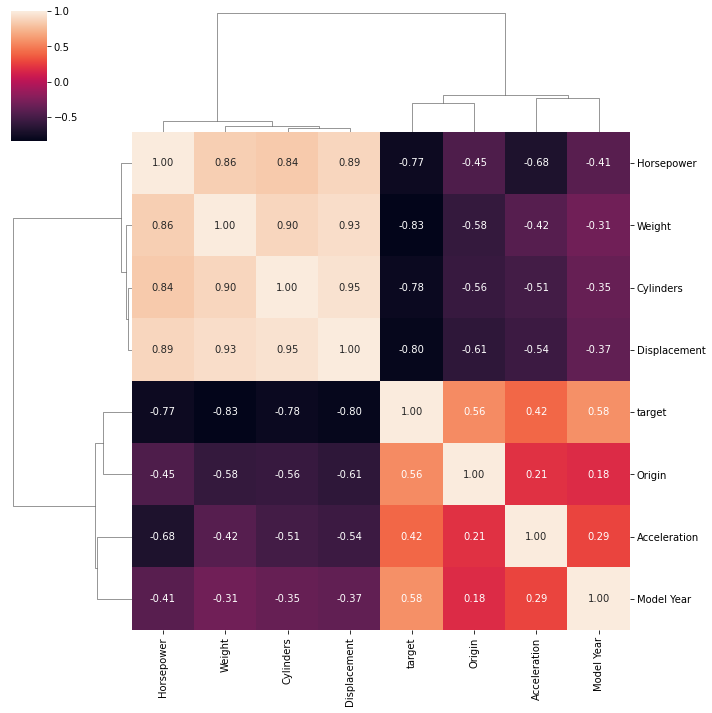 1.0
0.5
0.0
−0.5
1.00 0.86 0.84 0.89 -0.77 -0.45 -0.68 -0.41 Horsepower
0.86 1.00 0.90 0.93 -0.83 -0.58 -0.42 -0.31 Weight
0.84 0.90 1.00 0.95 -0.78 -0.56 -0.51 -0.35 Cylinders
0.89 0.93 0.95 1.00 -0.80 -0.61 -0.54 -0.37 Displacement
-0.77 -0.83 -0.78 -0.80 1.00 0.56 0.42 0.58 target
-0.45 -0.58 -0.56 -0.61 0.56 1.00 0.21 0.18 Origin
-0.68 -0.42 -0.51 -0.54 0.42 0.21 1.00 0.29 Acceleration
-0.41 -0.31 -0.35 -0.37 0.58 0.18 0.29 1.00 Model Year
Horsepower
Weight
Cylinders
Displacement
target
Origin
Acceleration
Model Year